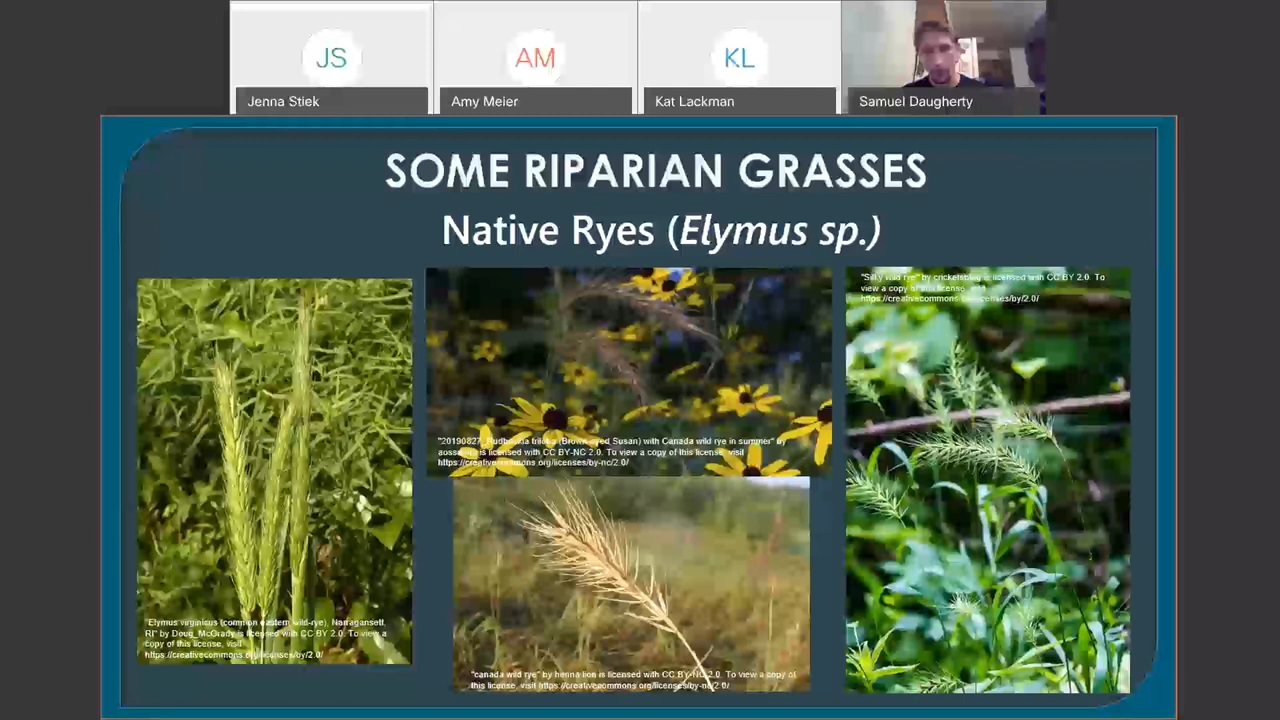 JS
AM
KL
Jenna Stiek
Amy Meier
Kat Lackman
Samuel Daugherty
SOME RIPARIAN GRASSES
Native Ryes (Elymus sp.)
"Silky wild rye" by cricketsblog is licensed with CC BY 2.0. To
view a copy of this license, visit
https://creativecommons.org/licenses/by/2.0/
"20190827 Rudbeckia triloba (Brown-eyed Susan) with Canada wild rye in summer" by
is licensed with CC BY-NC 2.0. To view a copy of this license, visit
https://creativecommons.org/licenses/by-nc/2.0/
"Elymus virginicus (common eastern wild-rye), Narragansett,
RI" by Doug_McGrady is licensed with CC BY 2.0. To view a
copy of this license, visit
https://creativecommons.org/licenses/by/2.0/
"canada wild rye" by henna lion is licensed with CC BY-NC 2.0. To view a copy of
this license, visit https://creativecommons.org/licenses/by-nc/2.0/